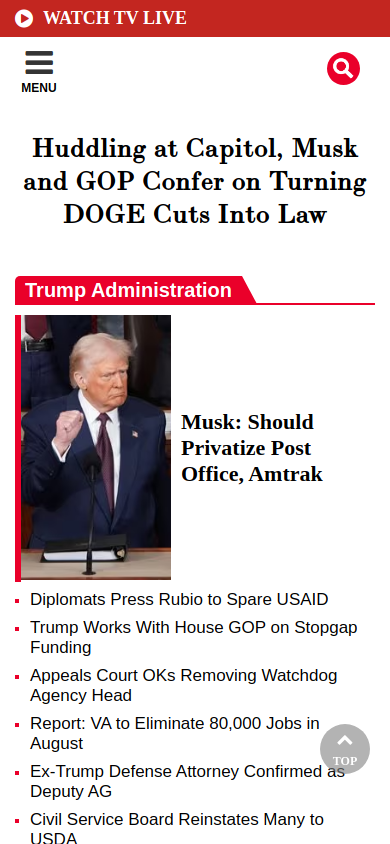 WATCH TV LIVE
MENU
Huddling at Capitol, Musk
and GOP Confer on Turning
DOGE Cuts Into Law
Trump Administration
Musk: Should
Privatize Post
Office, Amtrak
Diplomats Press Rubio to Spare USAID
Trump Works With House GOP on Stopgap
Funding
Appeals Court OKs Removing Watchdog
Agency Head
Report: VA to Eliminate 80,000 Jobs in
August
Ex-Trump Defense Attorney Confirmed as
Deputy AG
TOP
Civil Service Board Reinstates Many to
USDA